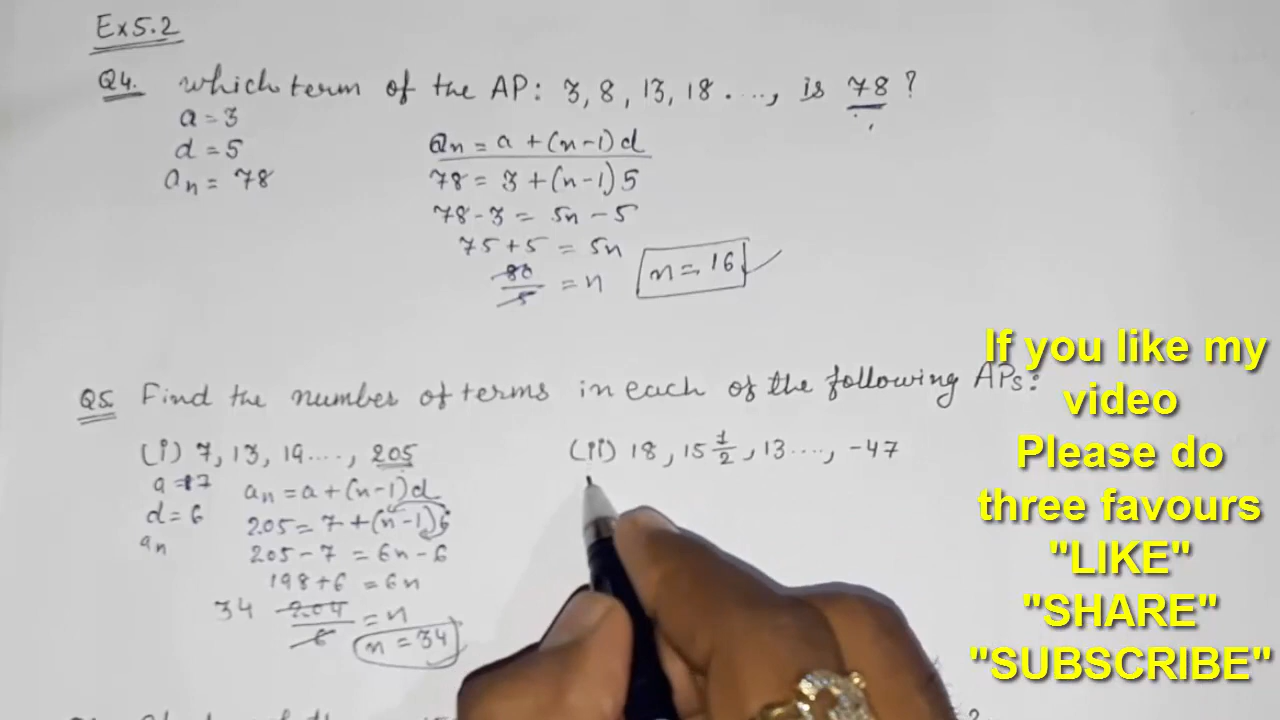 Ex5.2
Q4. which term of the AP: 3, 8, 13, 18 ...., is 78 ?
a = 3
d = 5
an = 78
an = a + (n-1)d
78 = 3 + (n-1) 5
78-3 = 5n - 5
75+5 = 5n
80/5 = n
n = 16
Q5. Find the number of terms in each of the following APs:
(i) 7, 13, 19...., 205
a = 7
d = 6
an
an = a + (n-1)d
205 = 7 + (n-1)6
205-7 = 6n-6
198+6 = 6n
34 204/6 = n
n = 34
(ii) 18, 15 1/2, 13...., -47
If you like my
video
Please do
three favours
"LIKE"
"SHARE"
"SUBSCRIBE"